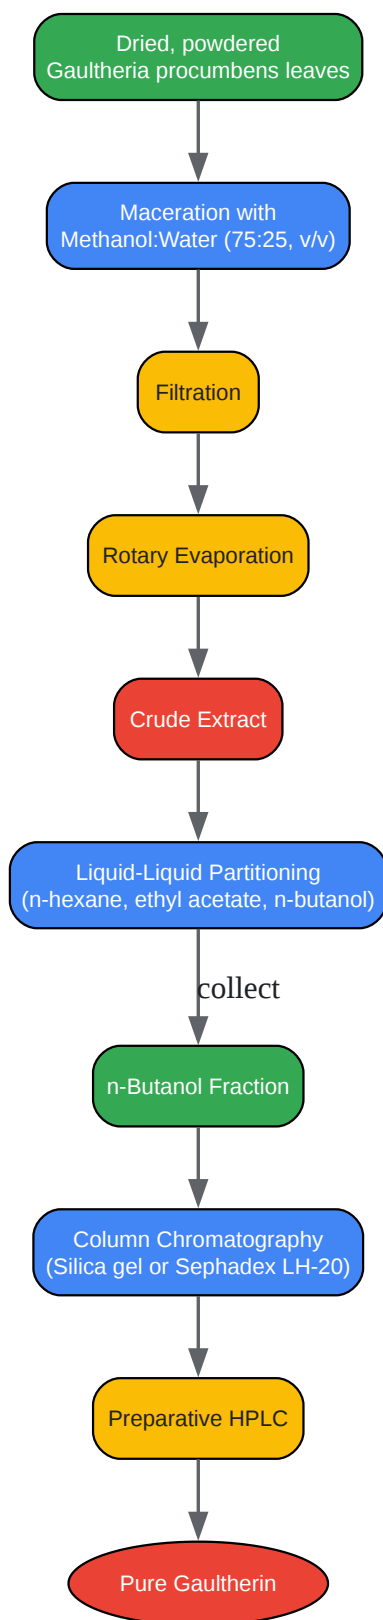 Dried, powdered
Gaultheria procumbens leaves
Maceration with
Methanol:Water (75:25, v/v)
Filtration
Rotary Evaporation
Crude Extract
Liquid-Liquid Partitioning
(n-hexane, ethyl acetate, n-butanol)
collect
n-Butanol Fraction
Column Chromatography
(Silica gel or Sephadex LH-20)
Preparative HPLC
Pure Gaultherin